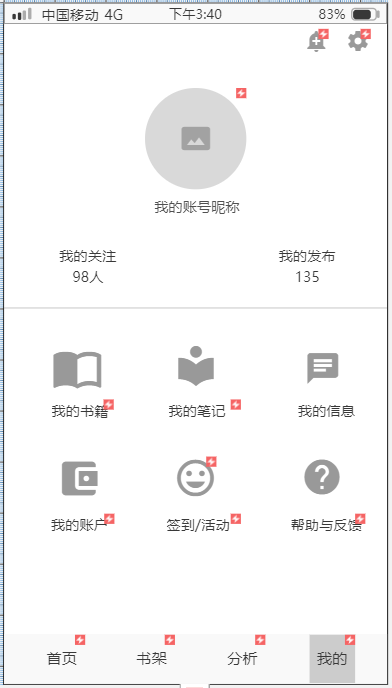 中国移动 4G 下午3:40 83%
我的账号昵称
我的关注 我的发布
98人 135
我的书籍 我的笔记 我的信息
我的账户 签到/活动 帮助与反馈
首页 书架 分析 我的